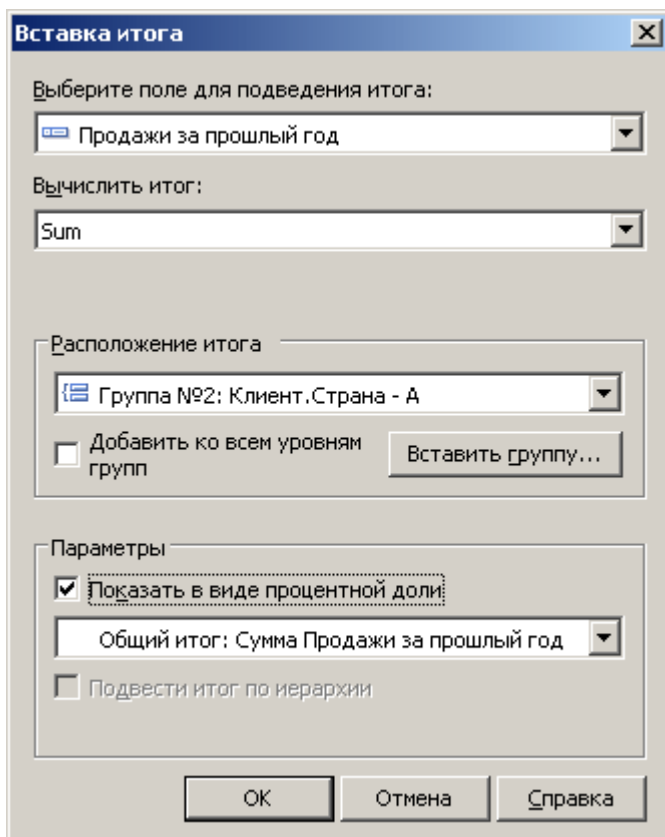 Вставка итога
Выберите поле для подведения итога:
Продажи за прошлый год
Вычислить итог:
Sum
Расположение итога
Группа №2: Клиент.Страна - A
Добавить ко всем уровням
групп
Вставить группу...
Параметры
Показать в виде процентной доли
Общий итог: Сумма Продажи за прошлый год
Подвести итог по иерархии
ОК
Отмена
Справка